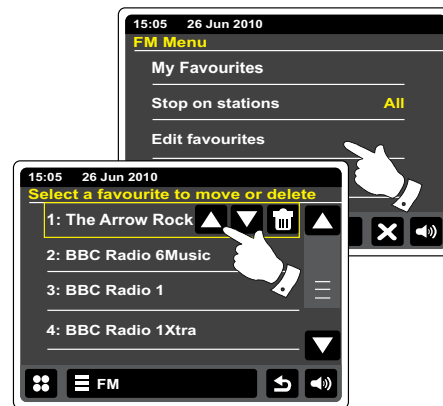 15:05 26 Jun 2010
FM Menu
My Favourites
Stop on stations All
Edit favourites
15:05 26 Jun 2010
Select a favourite to move or delete
1: The Arrow Rock
2: BBC Radio 6Music
3: BBC Radio 1
4: BBC Radio 1Xtra
FM